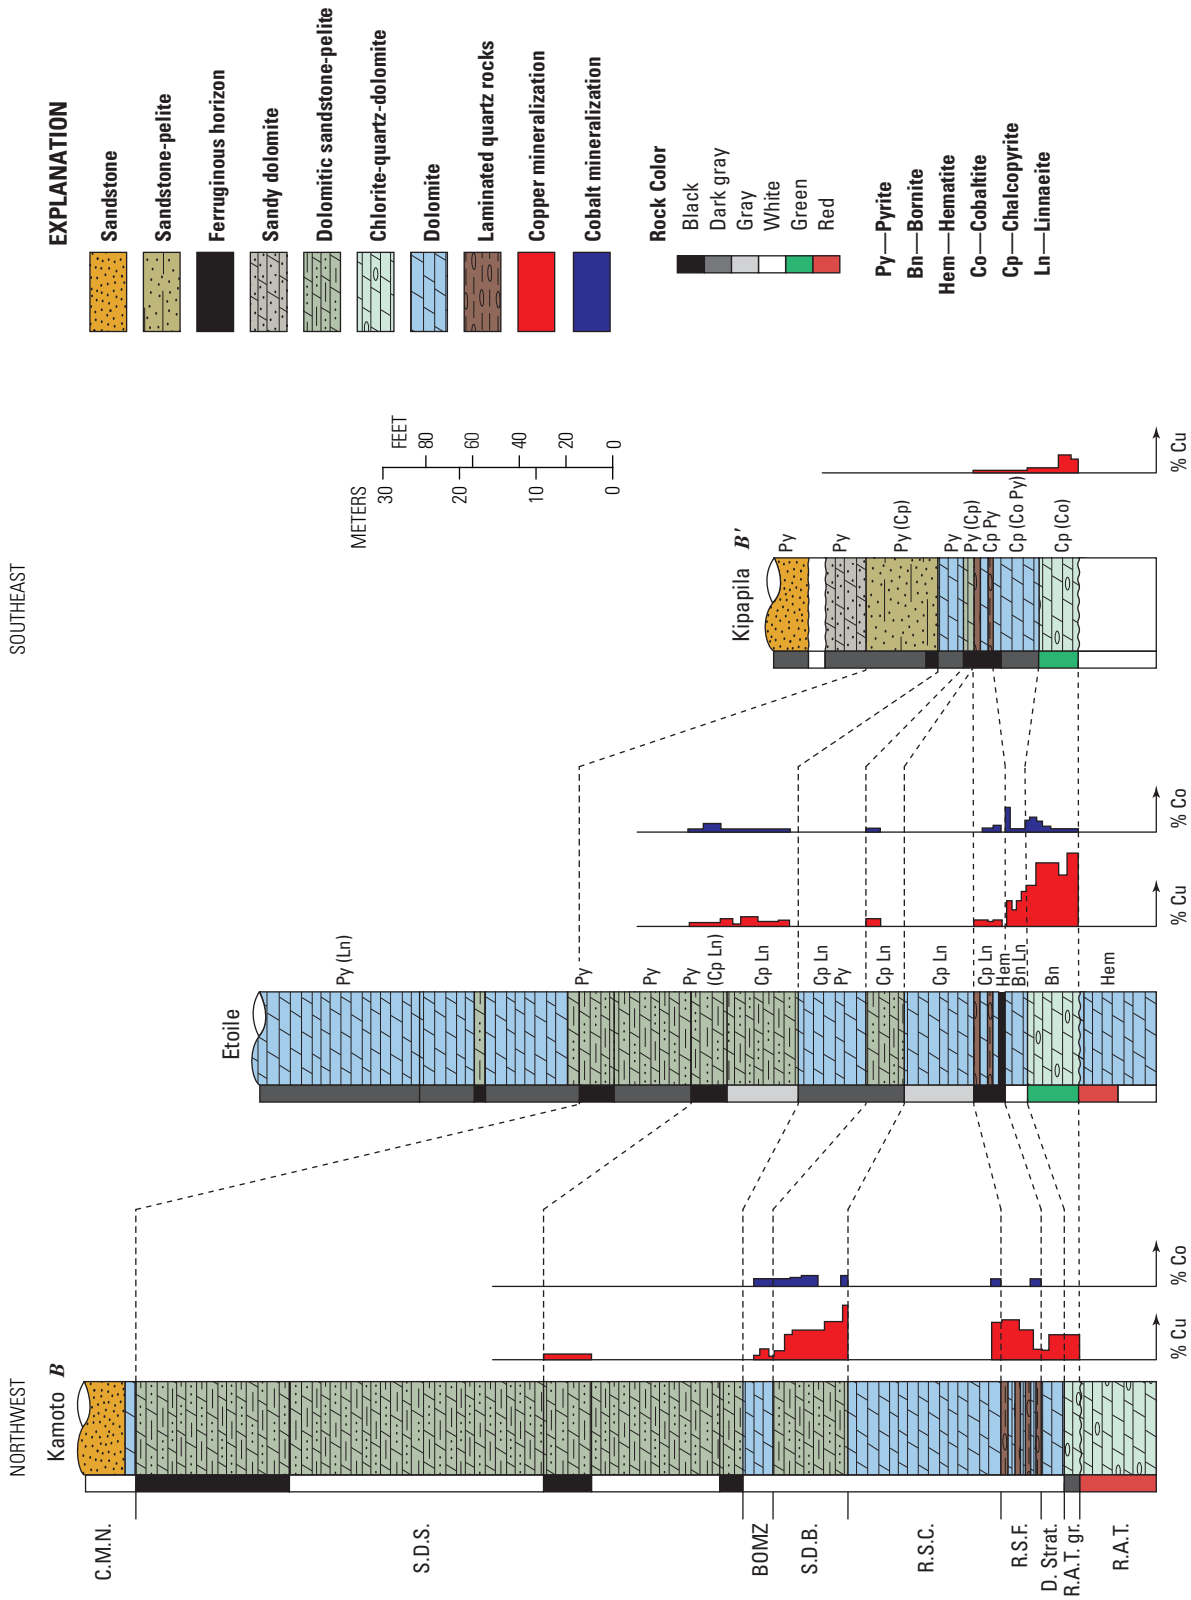 NORTHWEST
SOUTHEAST
Kamoto B
Etoile
Kipapila B'
C.M.N.
S.D.S.
BOMZ
S.D.B.
R.S.C.
R.S.F.
D. Strat.
R.A.T. gr.
R.A.T.
% Cu
% Co
Py (Ln)
Py
Py
Py
(Cp Ln)
Cp Ln
Cp Ln
Py
Cp Ln
Cp Ln
Cp Ln
Hem
Bn Ln
Bn
Hem
% Cu
% Co
Py
Py
Py (Cp)
Py
Py (Cp)
Cp Py
Cp (Co Py)
Cp (Co)
% Cu
METERS
30
20
10
0
FEET
80
60
40
20
0
EXPLANATION
Sandstone
Sandstone-pelite
Ferruginous horizon
Sandy dolomite
Dolomitic sandstone-pelite
Chlorite-quartz-dolomite
Dolomite
Laminated quartz rocks
Copper mineralization
Cobalt mineralization
Rock Color
Black
Dark gray
Gray
White
Green
Red
Py—Pyrite
Bn—Bornite
Hem—Hematite
Co—Cobaltite
Cp—Chalcopyrite
Ln—Linnaeite